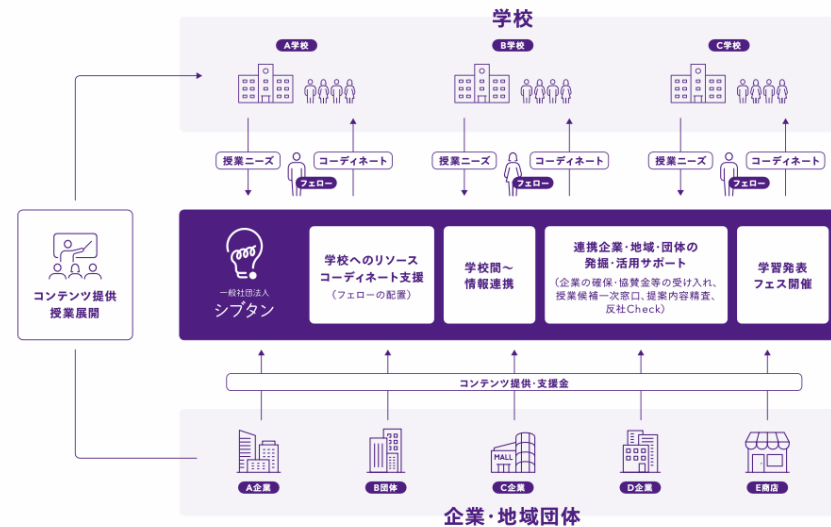 学校
A学校
B学校
C学校
授業ニーズ
フェロー
コーディネート
授業ニーズ
フェロー
コーディネート
授業ニーズ
フェロー
コーディネート
コンテンツ提供
授業展開
一般社団法人
シブタン
学校へのリソース
コーディネート支援
（フェローの配置）
学校間〜
情報連携
連携企業・地域・団体の
発掘・活用サポート
（企業の確保・協賛金等の受け入れ、
授業候補一次窓口、提案内容精査、
反社Check）
学習発表
フェス開催
コンテンツ提供・支援金
MALL
A企業
B団体
C企業
D企業
E商店
企業・地域団体